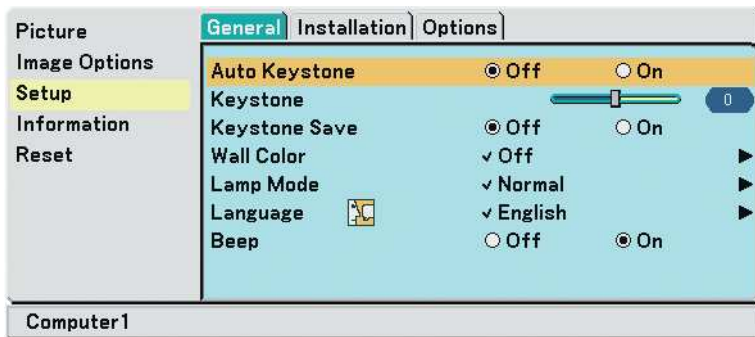 Picture
Image Options
Setup
Information
Reset
General Installation Options
Auto Keystone Off On
Keystone 0
Keystone Save Off On
Wall Color Off
Lamp Mode Normal
Language English
Beep Off On
Computer1